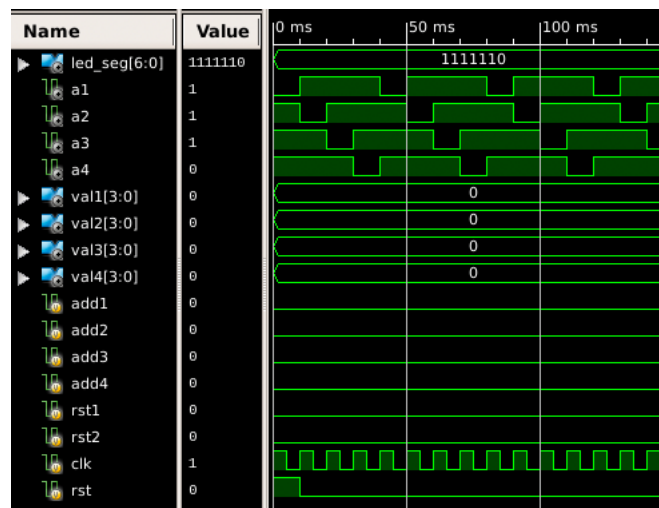 Name Value 0 ms 50 ms 100 ms
led_seg[6:0] 1111110 1111110
a1 1
a2 1
a3 1
a4 0
val1[3:0] 0 0
val2[3:0] 0 0
val3[3:0] 0 0
val4[3:0] 0 0
add1 0
add2 0
add3 0
add4 0
rst1 0
rst2 0
clk 1
rst 0